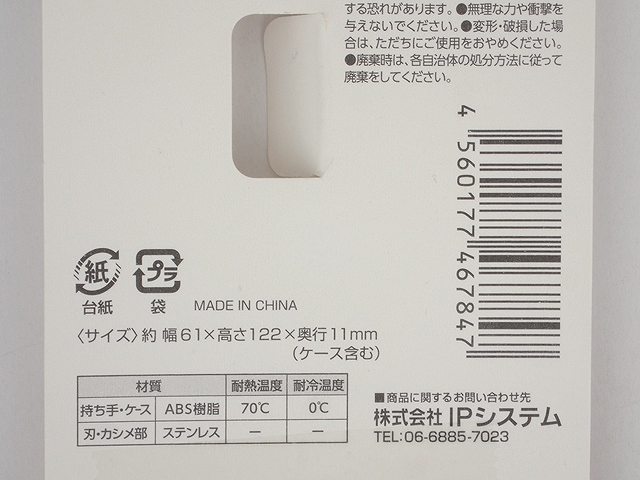 する恐れがあります。●無理な力や衝撃を
与えないでください。●変形・破損した場
合は、ただちにご使用をおやめください。
●廃棄時は、各自治体の処分方法に従って
廃棄をしてください。
4 560177 467847
紙
台紙
プラ
袋
MADE IN CHINA
〈サイズ〉約 幅61×高さ122×奥行11mm
(ケース含む)
材質 耐熱温度 耐冷温度
持ち手・ケース ABS樹脂 70℃ 0℃
刃・カシメ部 ステンレス ー ー
■商品に関するお問い合わせ先
株式会社 IPシステム
TEL:06-6885-7023